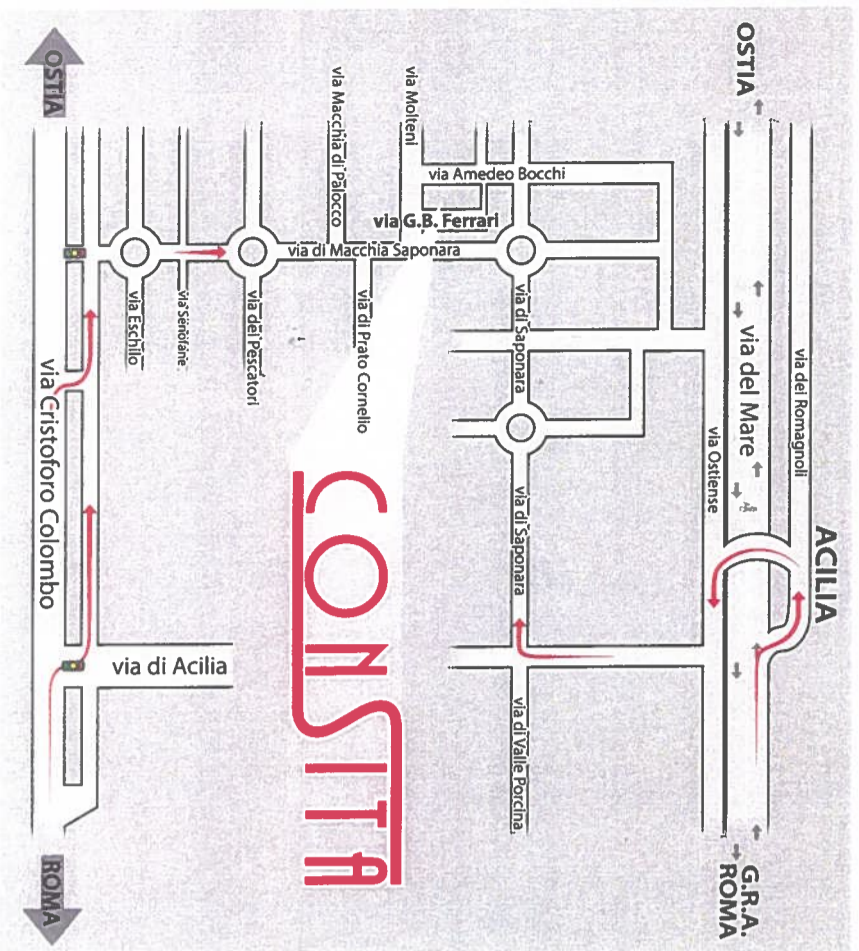 OSTIA
OSTIA
via Molteni
via Macchia di Palocco
via Amedeo Bocchi
via G.B. Ferrari
via di Macchia Saponara
via Eschilo
via Senofane
via dei Pescatori
via di Prato Cornello
via di Saponara
via di Saponara
via Ostiense
via del Mare
via dei Romagnoli
ACILIA
via Cristoforo Colombo
via di Acilia
via di Valle Porcina
CONSITA
ROMA
G.R.A.
ROMA